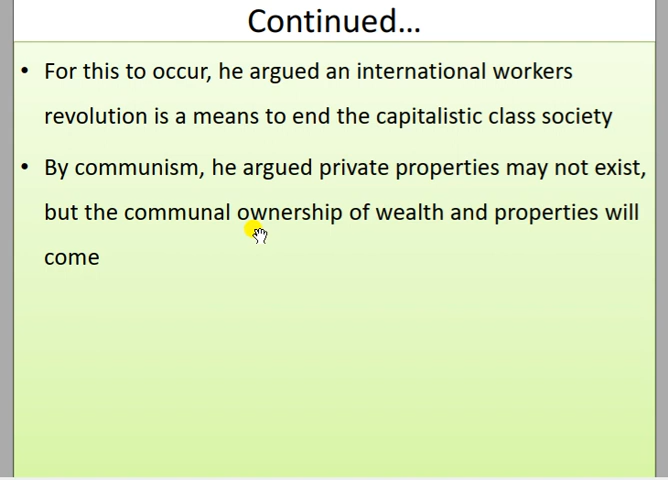 Continued...
• For this to occur, he argued an international workers
revolution is a means to end the capitalistic class society
• By communism, he argued private properties may not exist,
but the communal ownership of wealth and properties will
come